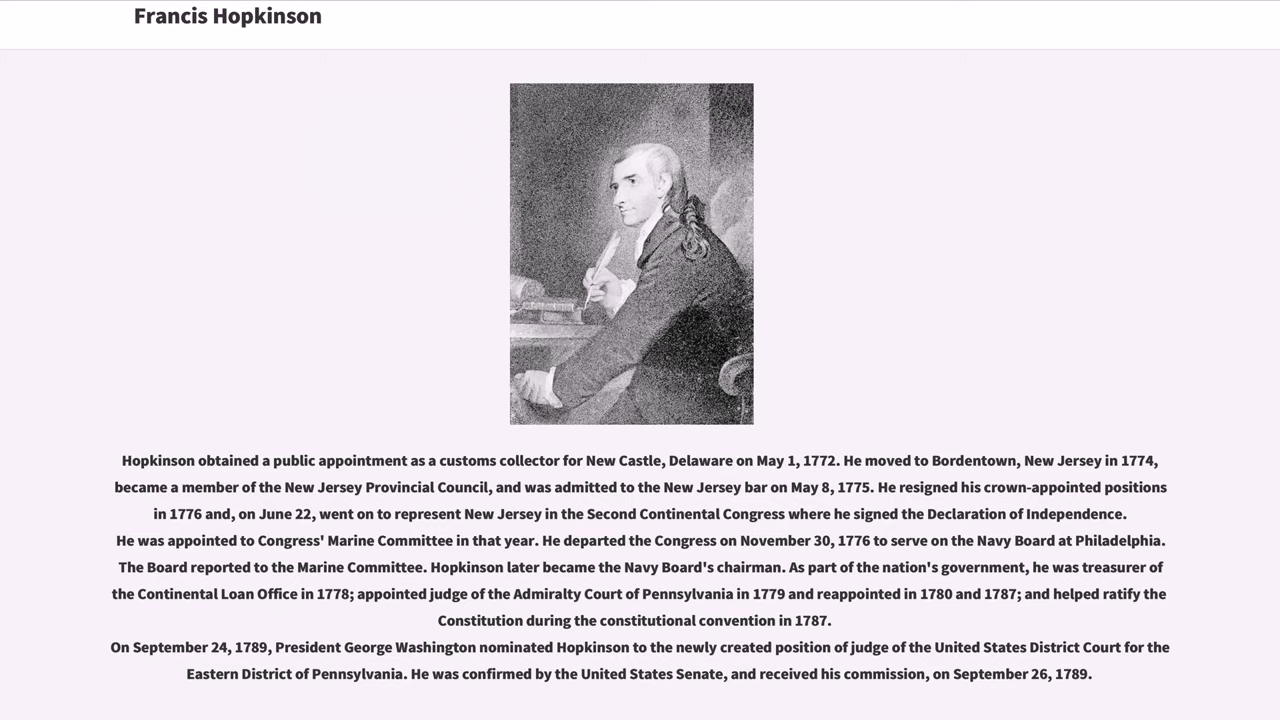 Francis Hopkinson
Hopkinson obtained a public appointment as a customs collector for New Castle, Delaware on May 1, 1772. He moved to Bordentown, New Jersey in 1774,
became a member of the New Jersey Provincial Council, and was admitted to the New Jersey bar on May 8, 1775. He resigned his crown-appointed positions
in 1776 and, on June 22, went on to represent New Jersey in the Second Continental Congress where he signed the Declaration of Independence.
He was appointed to Congress' Marine Committee in that year. He departed the Congress on November 30, 1776 to serve on the Navy Board at Philadelphia.
The Board reported to the Marine Committee. Hopkinson later became the Navy Board's chairman. As part of the nation's government, he was treasurer of
the Continental Loan Office in 1778; appointed judge of the Admiralty Court of Pennsylvania in 1779 and reappointed in 1780 and 1787; and helped ratify the
Constitution during the constitutional convention in 1787.
On September 24, 1789, President George Washington nominated Hopkinson to the newly created position of judge of the United States District Court for the
Eastern District of Pennsylvania. He was confirmed by the United States Senate, and received his commission, on September 26, 1789.